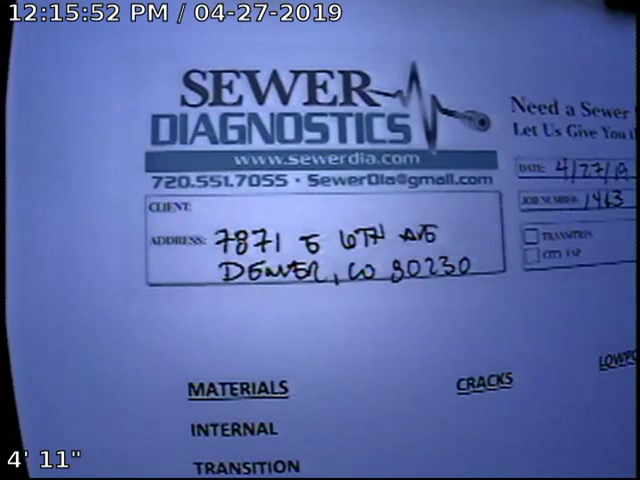 12:15:52 PM / 04-27-2019
SEWER
DIAGNOSTICS
www.sewerdia.com
720.551.7055 · SewerDia@gmail.com
Need a Sewer
Let Us Give You
DATE: 4/27/19
JOB NUMBER: 1463
TRANSITION
CITY TAP
CLIENT:
ADDRESS: 7871 E 6TH AVE
DENVER, CO 80230
MATERIALS
CRACKS
LOWPO
INTERNAL
TRANSITION
4' 11"